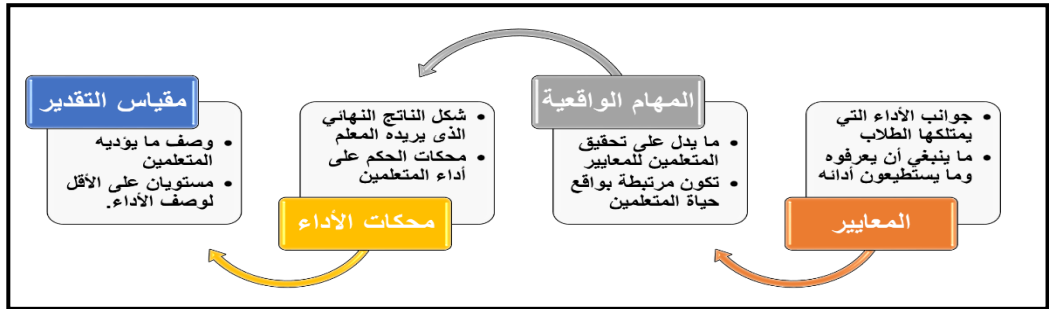 جوانب الأداء التي
يمتلكها الطلاب
ما ينبغي أن يعرفوه
وما يستطيعون أدائه
المعايير
المهام الواقعية
ما يدل على تحقيق
المتعلمين للمعايير
تكون مرتبطة بواقع
حياة المتعلمين
شكل الناتج النهائي
الذى يريده المعلم
محكات الحكم على
أداء المتعلمين
محكات الأداء
مقياس التقدير
وصف ما يؤديه
المتعلمين
مستويان على الأقل
لوصف الأداء.